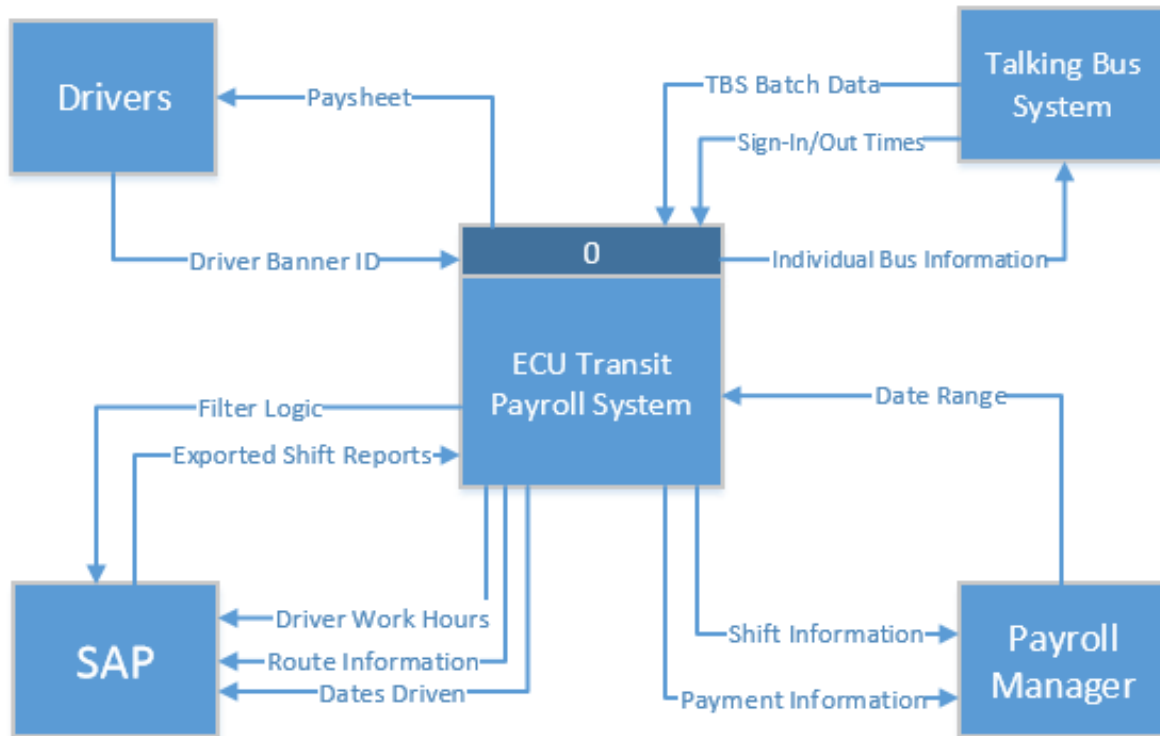 Drivers
Paysheet
TBS Batch Data
Talking Bus
System
Sign-In/Out Times
Driver Banner ID
0
Individual Bus Information
ECU Transit
Payroll System
Filter Logic
Date Range
Exported Shift Reports
SAP
Driver Work Hours
Route Information
Dates Driven
Shift Information
Payment Information
Payroll
Manager